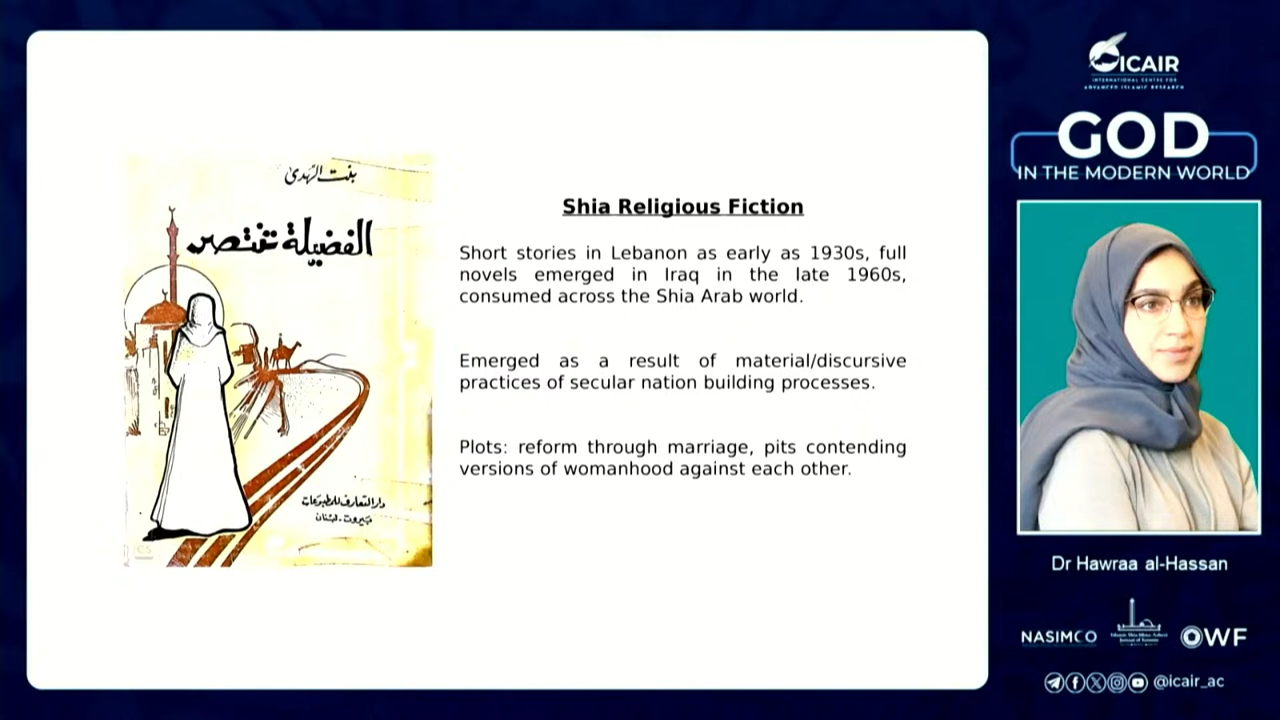 بنت الهدى
الفضيلة تنتصر
دار التعارف للمطبوعات
بيروت - لبنان
Shia Religious Fiction
Short stories in Lebanon as early as 1930s, full
novels emerged in Iraq in the late 1960s,
consumed across the Shia Arab world.
Emerged as a result of material/discursive
practices of secular nation building processes.
Plots: reform through marriage, pits contending
versions of womanhood against each other.
ICAIR
INTERNATIONAL CENTRE FOR
ADVANCED ISLAMIC RESEARCH
GOD
IN THE MODERN WORLD
Dr Hawraa al-Hassan
NASIMCO
OWF
@icair_ac